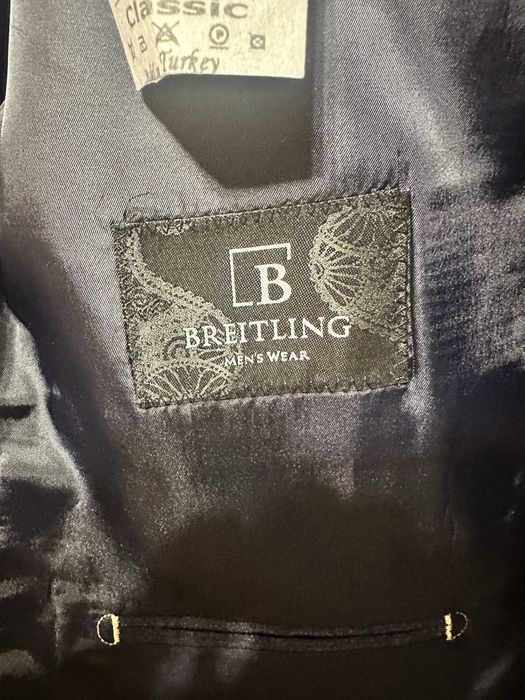 classic
Turkey
B
BREITLING
MEN'S WEAR